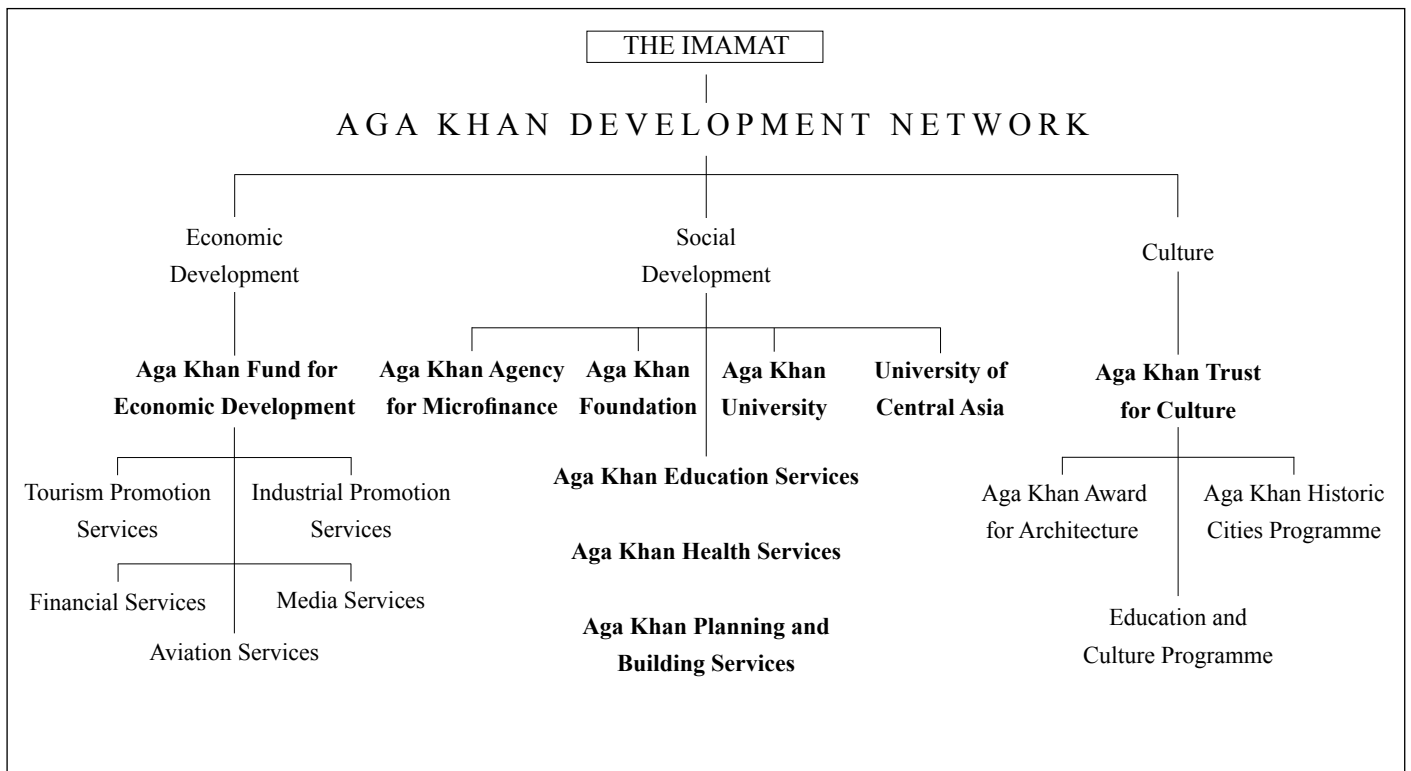 THE IMAMAT
AGA KHAN DEVELOPMENT NETWORK
Economic
Development
Social
Development
Culture
Aga Khan Fund for
Economic Development
Aga Khan Agency
for Microfinance
Aga Khan
Foundation
Aga Khan
University
University of
Central Asia
Aga Khan Trust
for Culture
Tourism Promotion
Services
Industrial Promotion
Services
Financial Services
Media Services
Aviation Services
Aga Khan Education Services
Aga Khan Health Services
Aga Khan Planning and
Building Services
Aga Khan Award
for Architecture
Aga Khan Historic
Cities Programme
Education and
Culture Programme